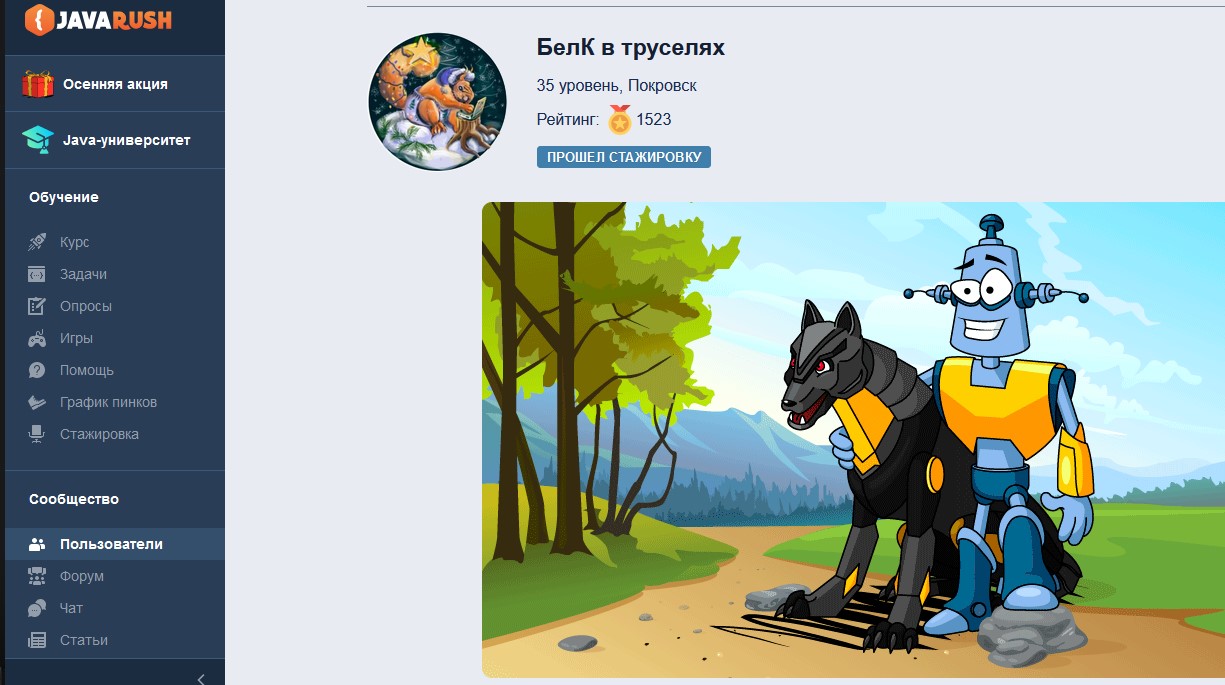 JAVARUSH
Осенняя акция
Java-университет
Обучение
Курс
Задачи
Опросы
Игры
Помощь
График пинков
Стажировка
Сообщество
Пользователи
Форум
Чат
Статьи
БелК в труселях
35 уровень, Покровск
Рейтинг: 1523
ПРОШЕЛ СТАЖИРОВКУ